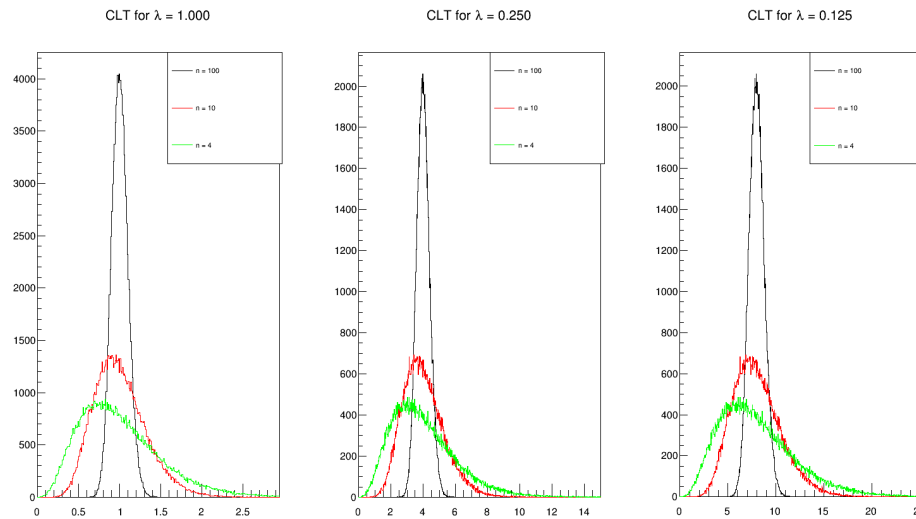 CLT for λ = 1.000
4000
3500
3000
2500
2000
1500
1000
500
0
0 0.5 1 1.5 2 2.5
n = 100
n = 10
n = 4
CLT for λ = 0.250
2000
1800
1600
1400
1200
1000
800
600
400
200
0
0 2 4 6 8 10 12 14
n = 100
n = 10
n = 4
CLT for λ = 0.125
2000
1800
1600
1400
1200
1000
800
600
400
200
0
0 5 10 15 20
n = 100
n = 10
n = 4